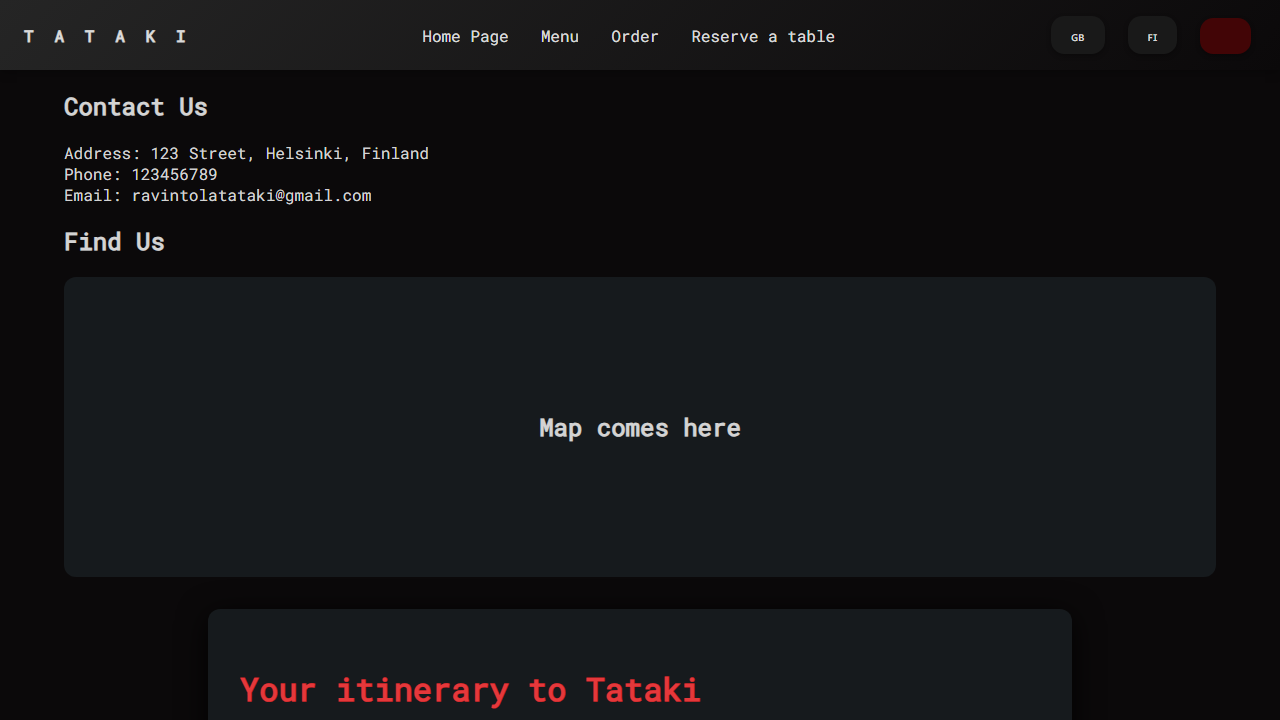 T A T A K I
Home Page
Menu
Order
Reserve a table
GB
FI
Contact Us
Address: 123 Street, Helsinki, Finland
Phone: 123456789
Email: ravintolatataki@gmail.com
Find Us
Map comes here
Your itinerary to Tataki